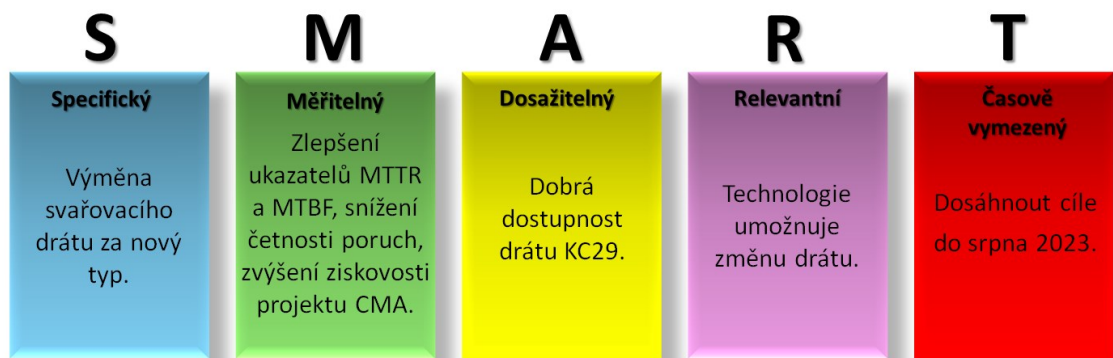 S M A R T
Specifický
Výměna
svařovacího
drátu za nový
typ.
Měřitelný
Zlepšení
ukazatelů MTTR
a MTBF, snížení
četnosti poruch,
zvýšení ziskovosti
projektu CMA.
Dosažitelný
Dobrá
dostupnost
drátu KC29.
Relevantní
Technologie
umožnuje
změnu drátu.
Časově
vymezený
Dosáhnout cíle
do srpna 2023.